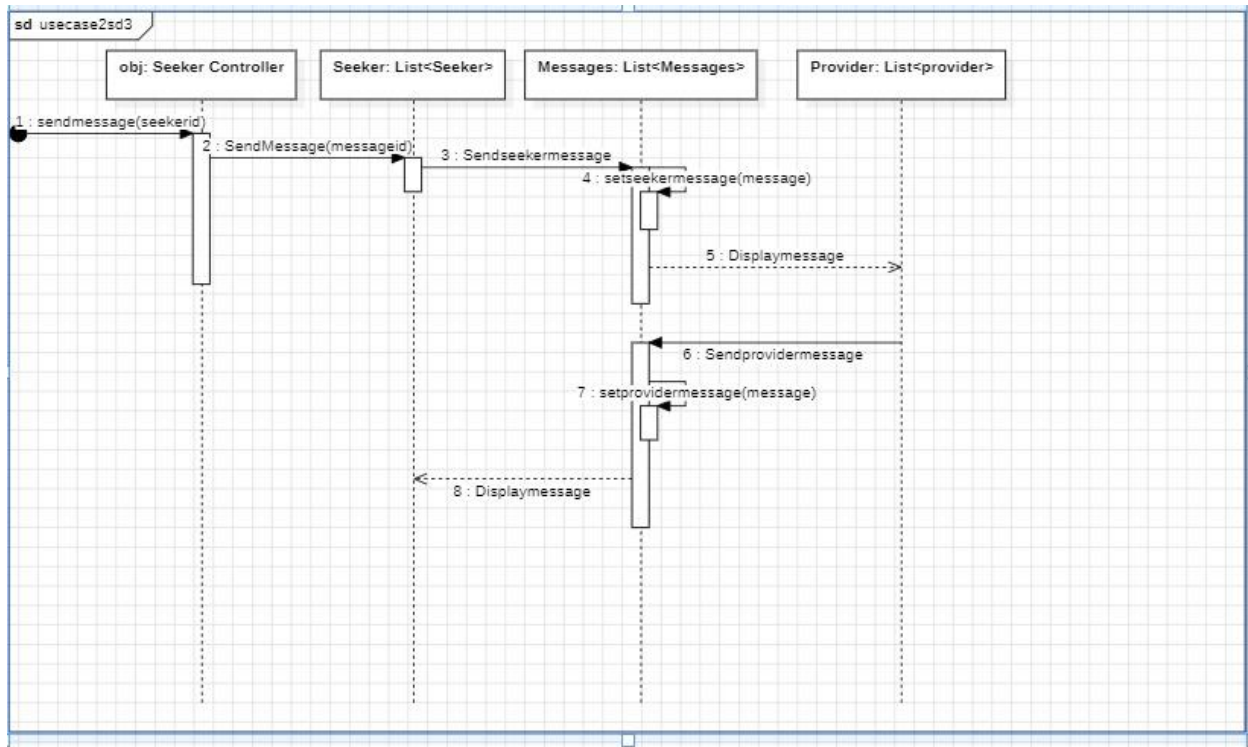 sd usecase2sd3
obj: Seeker Controller
Seeker: List<Seeker>
Messages: List<Messages>
Provider: List<provider>
1 : sendmessage(seekerid)
2 : SendMessage(messageid)
3 : Sendseekermessage
4 : setseekermessage(message)
5 : Displaymessage
6 : Sendprovidermessage
7 : setprovidermessage(message)
8 : Displaymessage